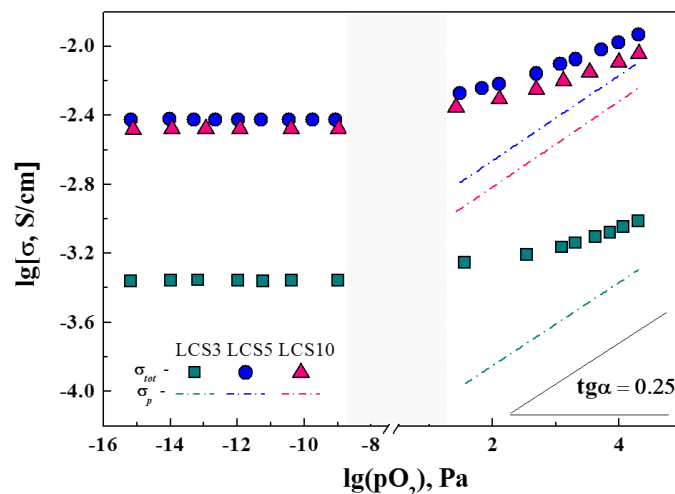 lg[σ, S/cm]
-2.0
-2.4
-2.8
-3.2
-3.6
-4.0
LCS3 LCS5 LCS10
σtot -
σp -
tgα = 0.25
-16 -14 -12 -10 -8 2 4
lg(pO2), Pa